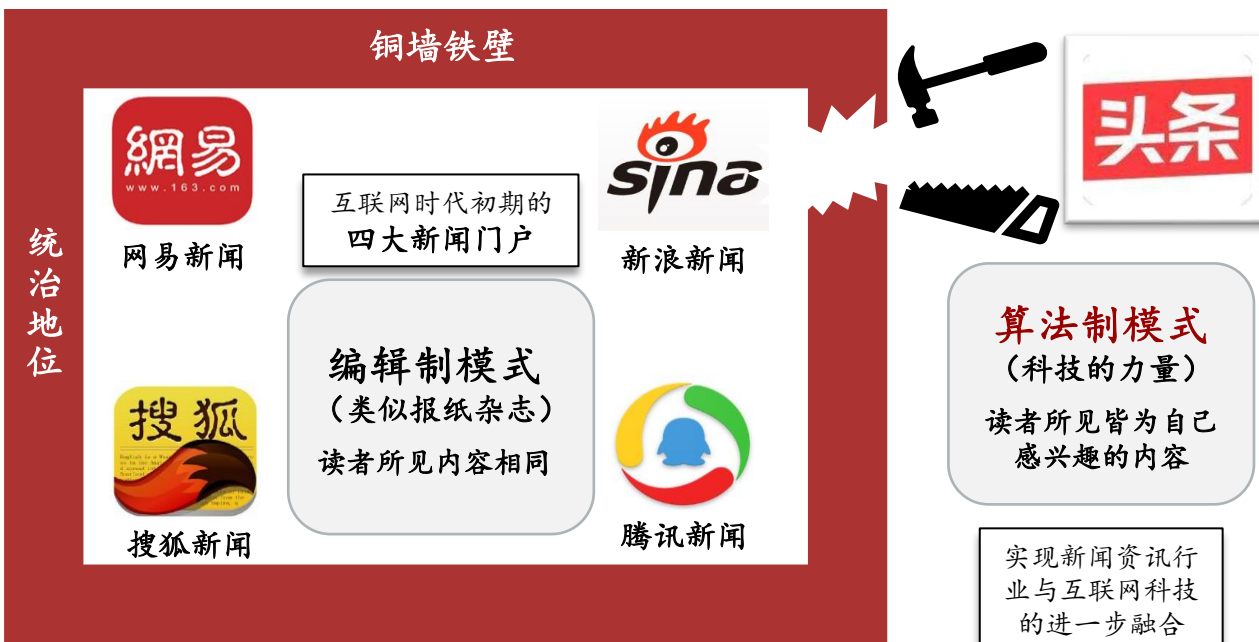 铜墙铁壁
统治地位
網易
www.163.com
网易新闻
互联网时代初期的
四大新闻门户
sina
新浪新闻
编辑制模式
（类似报纸杂志）
读者所见内容相同
搜狐
搜狐新闻
腾讯新闻
头条
算法制模式
（科技的力量）
读者所见皆为自己
感兴趣的内容
实现新闻资讯行
业与互联网科技
的进一步融合